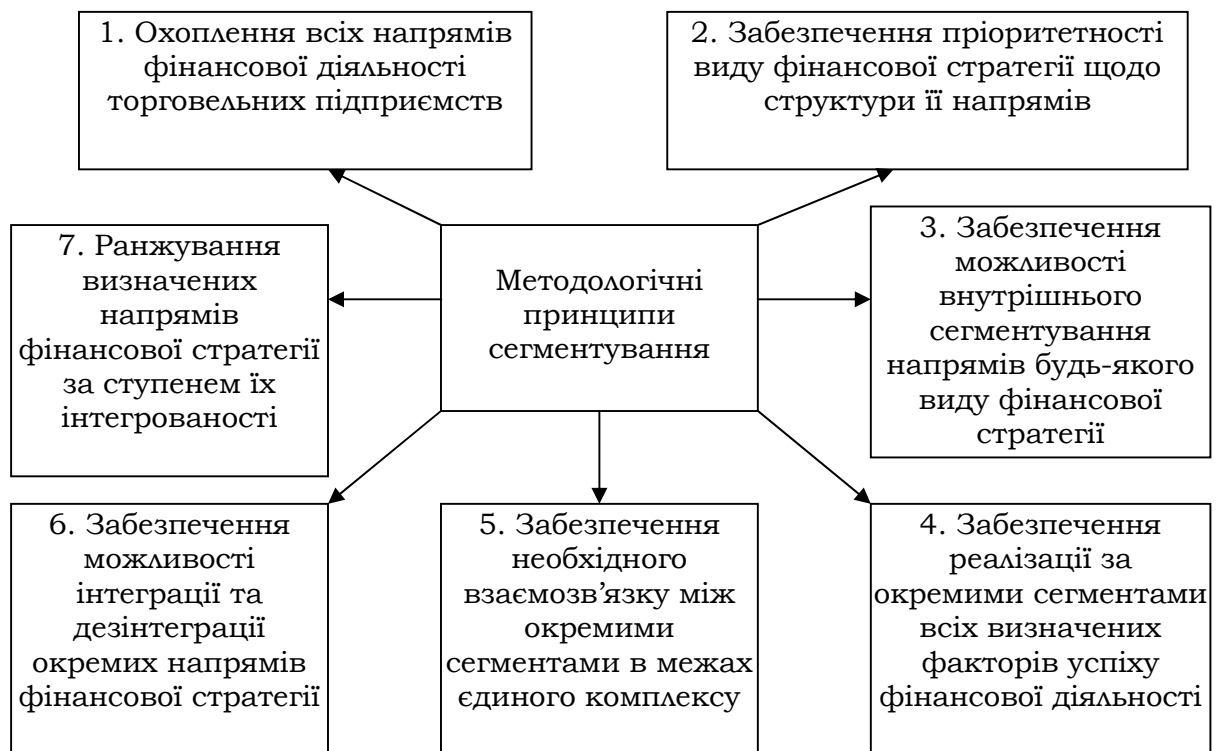 1. Охоплення всіх напрямів
фінансової діяльності
торговельних підприємств
2. Забезпечення пріоритетності
виду фінансової стратегії щодо
структури її напрямів
7. Ранжування
визначених
напрямів
фінансової стратегії
за ступенем їх
інтегрованості
Методологічні
принципи
сегментування
3. Забезпечення
можливості
внутрішнього
сегментування
напрямів будь-якого
виду фінансової
стратегії
6. Забезпечення
можливості
інтеграції та
дезінтеграції
окремих напрямів
фінансової стратегії
5. Забезпечення
необхідного
взаємозв’язку між
окремими
сегментами в межах
єдиного комплексу
4. Забезпечення
реалізації за
окремими сегментами
всіх визначених
факторів успіху
фінансової діяльності